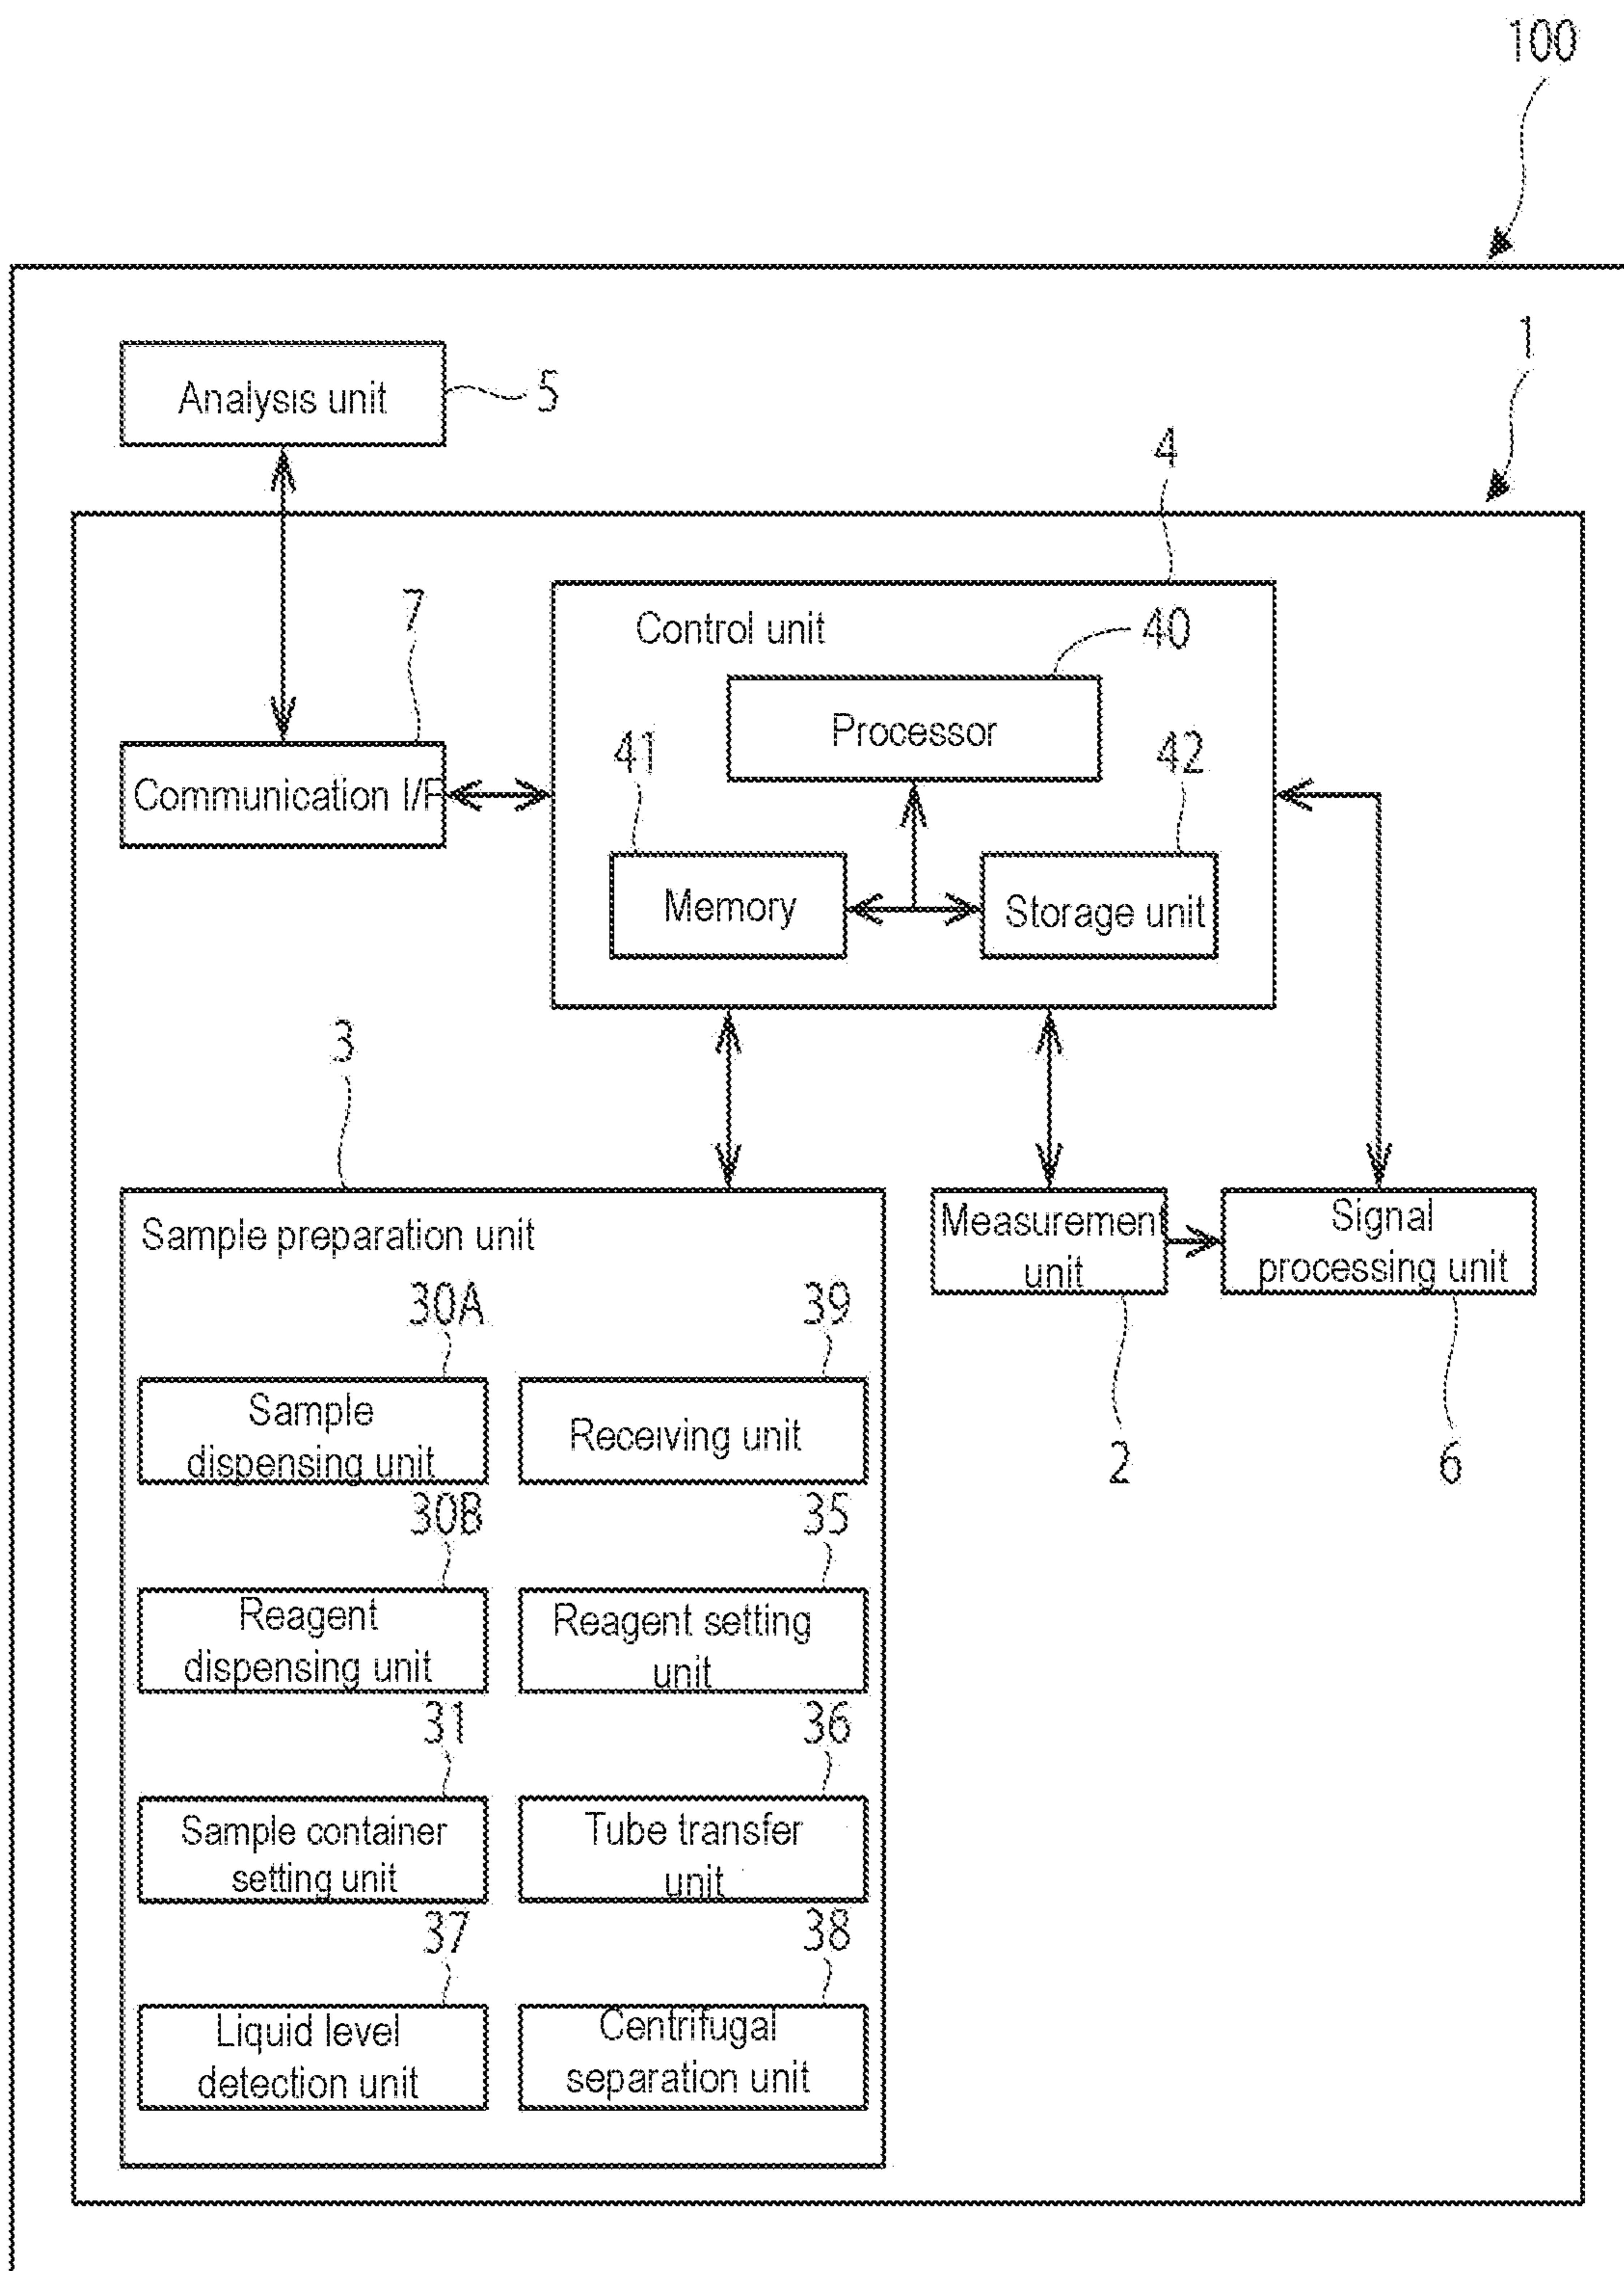 100
1
Analysis unit
5
4
7
Control unit
40
Processor
41
42
Communication I/F
Memory
Storage unit
3
Sample preparation unit
Measurement
unit
Signal
processing unit
30A
39
Sample
dispensing unit
Receiving unit
2
6
30B
35
Reagent
dispensing unit
Reagent setting
unit
31
36
Sample container
setting unit
Tube transfer
unit
37
38
Liquid level
detection unit
Centrifugal
separation unit